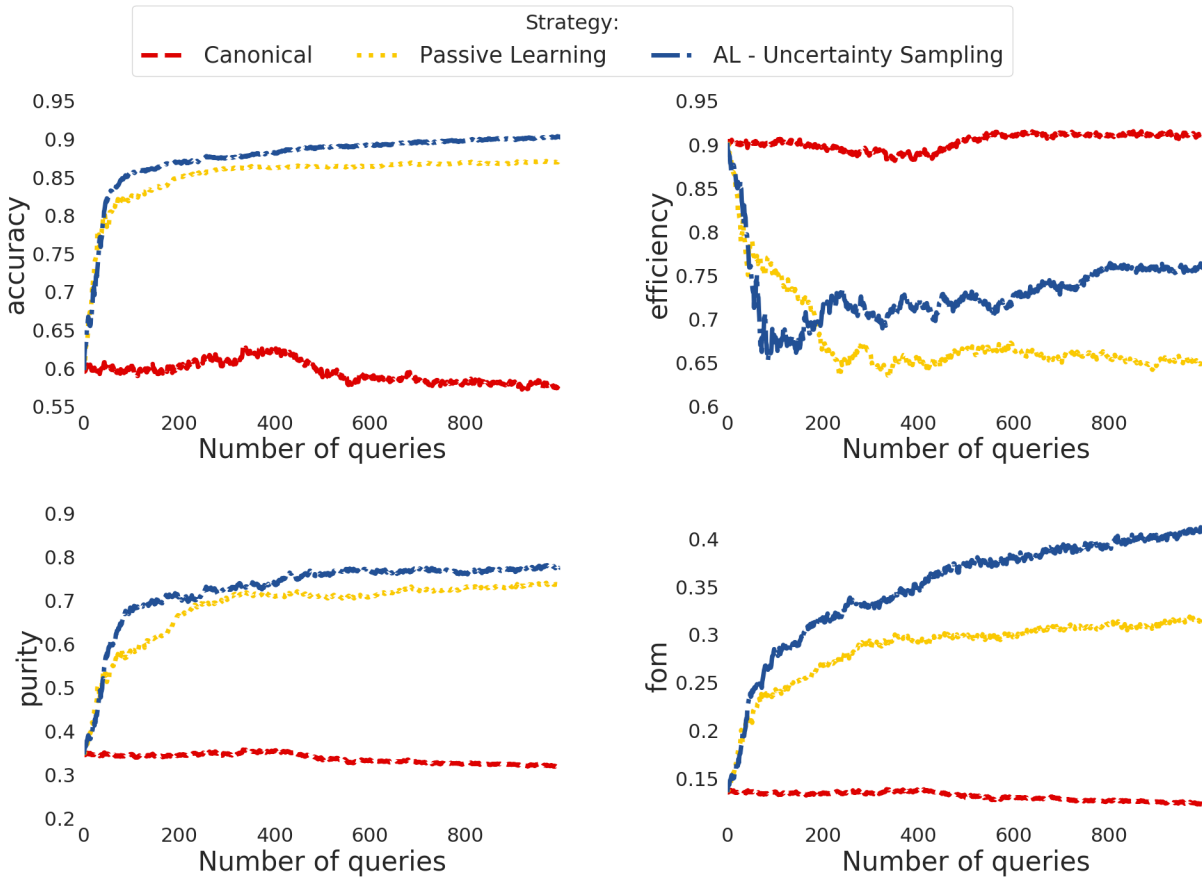 Strategy:
Canonical Passive Learning AL - Uncertainty Sampling
accuracy
0.95
0.9
0.85
0.8
0.75
0.7
0.65
0.6
0.55
0 200 400 600 800
Number of queries
efficiency
0.95
0.9
0.85
0.8
0.75
0.7
0.65
0.6
0 200 400 600 800
Number of queries
purity
0.9
0.8
0.7
0.6
0.5
0.4
0.3
0.2
0 200 400 600 800
Number of queries
fom
0.4
0.35
0.3
0.25
0.2
0.15
0 200 400 600 800
Number of queries